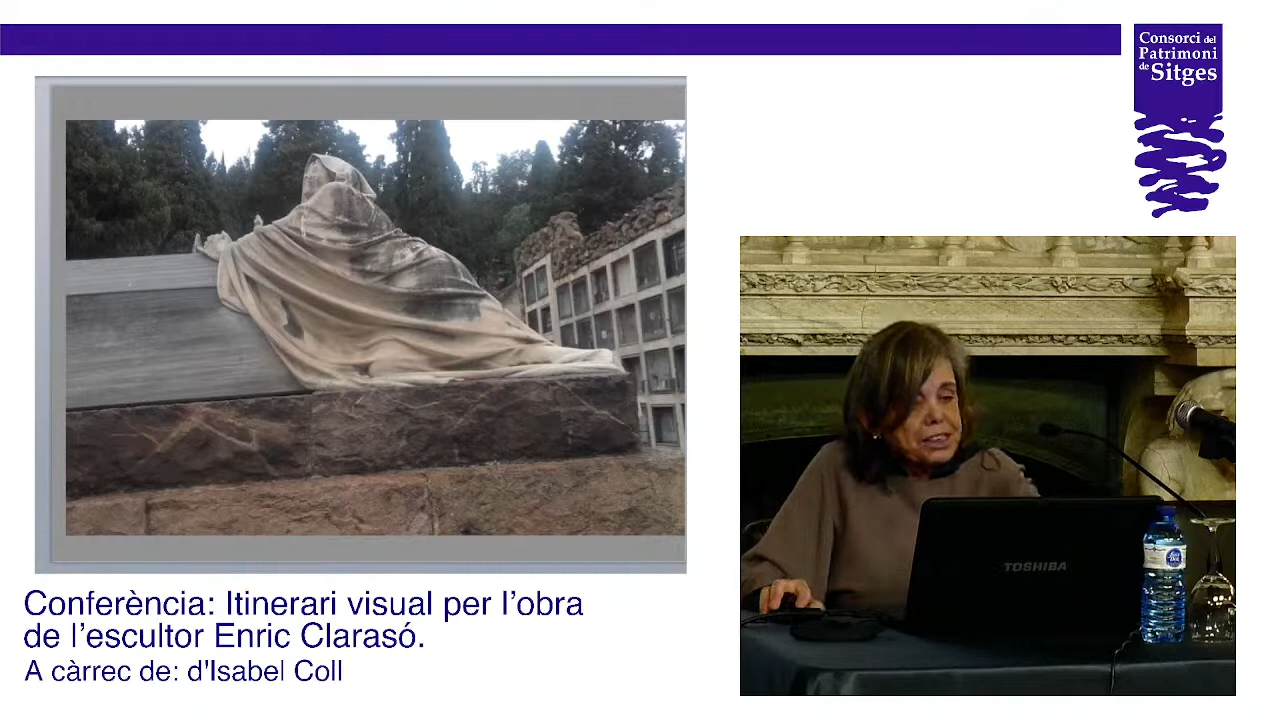 Consorci del
Patrimoni
de Sitges
TOSHIBA
Conferència: Itinerari visual per l'obra
de l'escultor Enric Clarasó.
A càrrec de: d'Isabel Coll